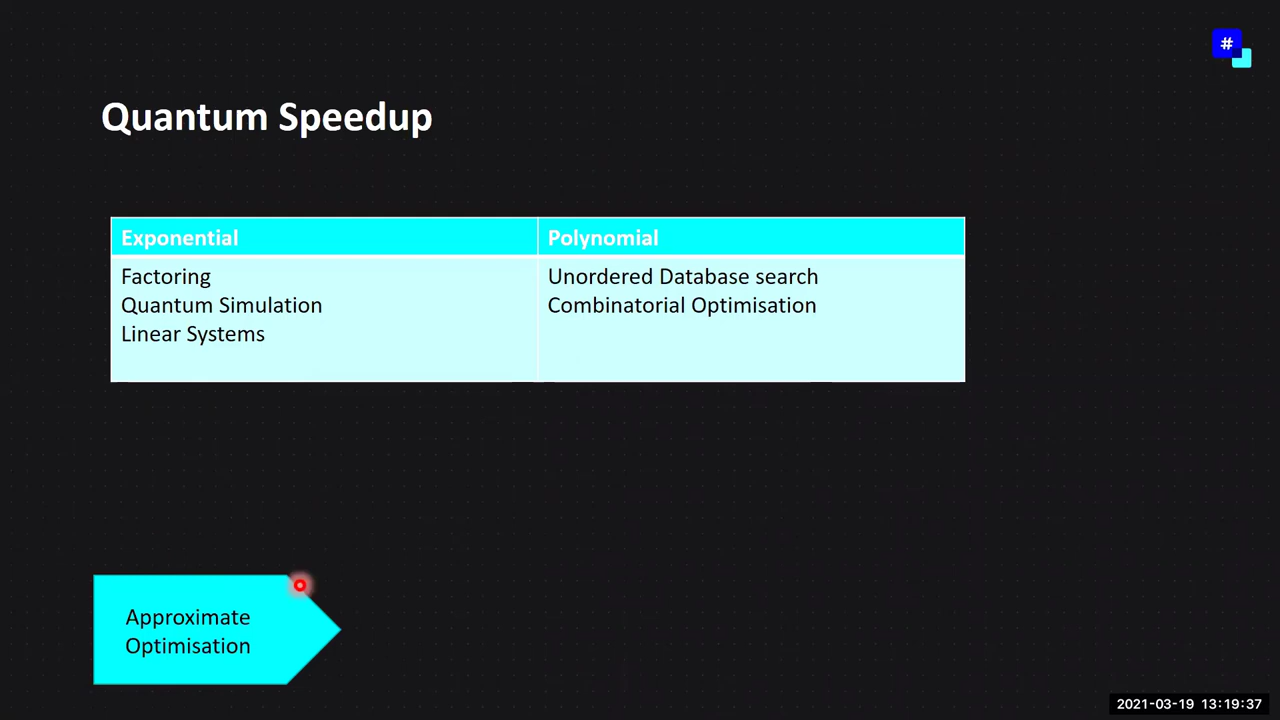 #
Quantum Speedup
Exponential
Polynomial
Factoring
Quantum Simulation
Linear Systems
Unordered Database search
Combinatorial Optimisation
Approximate
Optimisation
2021-03-19 13:19:37